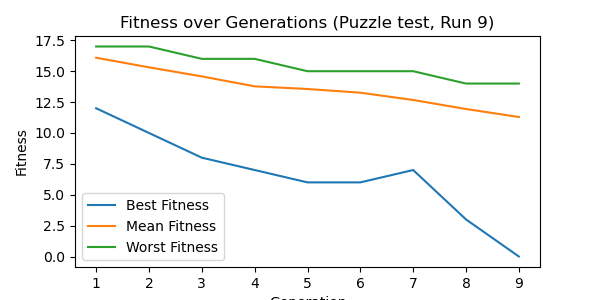 Fitness over Generations (Puzzle test, Run 9)
Fitness
17.5
15.0
12.5
10.0
7.5
5.0
2.5
0.0
Best Fitness
Mean Fitness
Worst Fitness
1 2 3 4 5 6 7 8 9
Generation